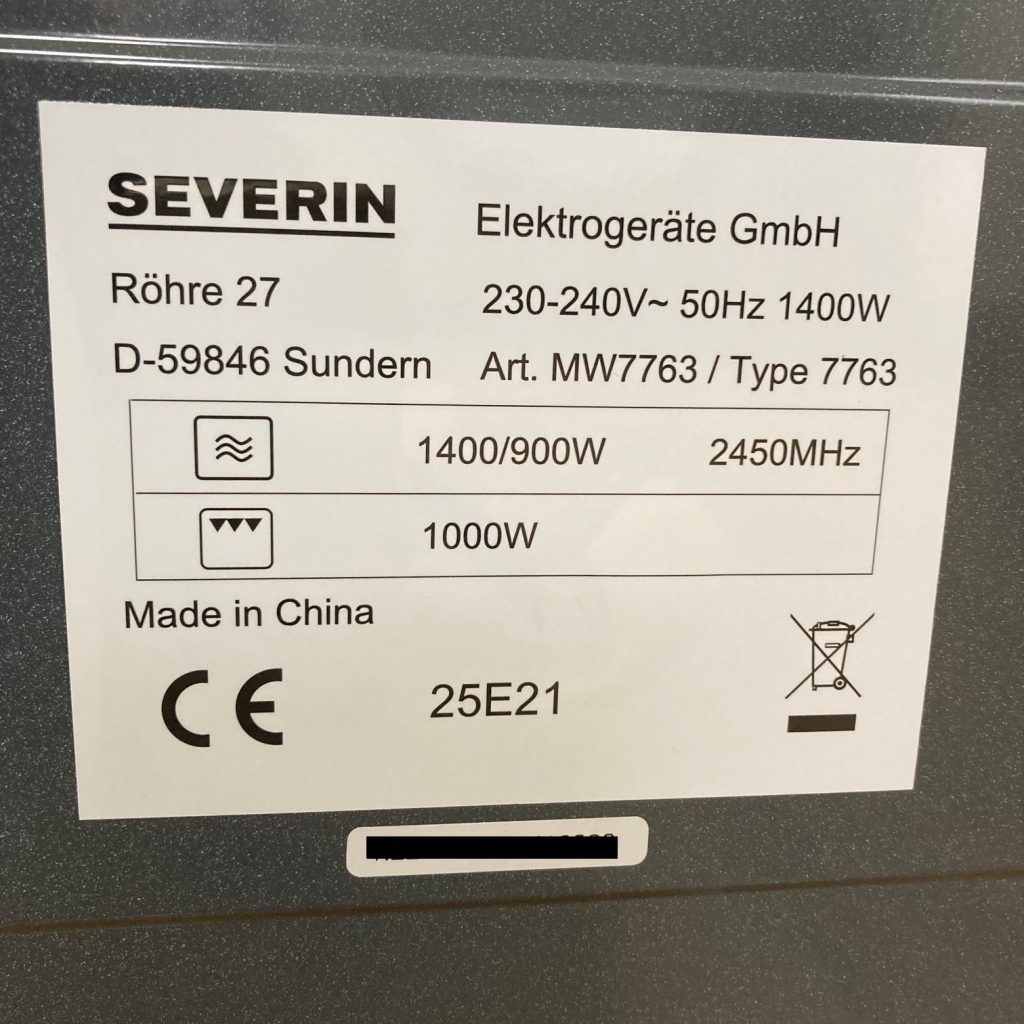 SEVERIN Elektrogeräte GmbH
Röhre 27 230-240V~ 50Hz 1400W
D-59846 Sundern Art. MW7763 / Type 7763
1400/900W 2450MHz
1000W
Made in China
CE 25E21